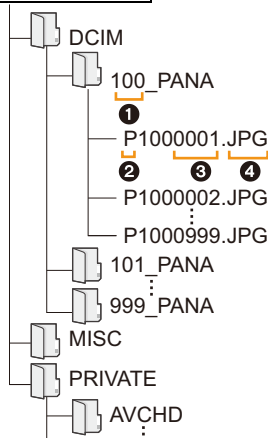 DCIM
100_PANA
❶
P1000001.JPG
❷ ❸ ❹
P1000002.JPG
P1000999.JPG
101_PANA
999_PANA
MISC
PRIVATE
AVCHD